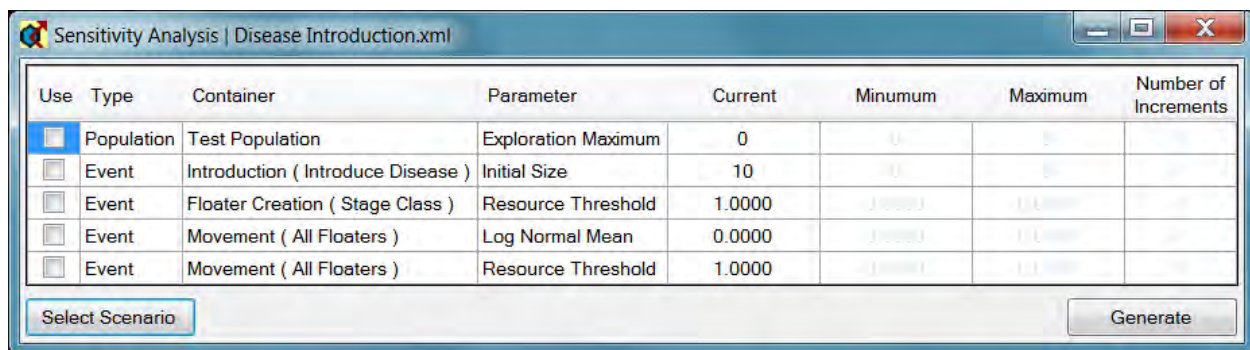 Sensitivity Analysis | Disease Introduction.xml
Use Type Container Parameter Current Minumum Maximum Number of Increments
Population Test Population Exploration Maximum 0
Event Introduction ( Introduce Disease ) Initial Size 10
Event Floater Creation ( Stage Class ) Resource Threshold 1.0000
Event Movement ( All Floaters ) Log Normal Mean 0.0000
Event Movement ( All Floaters ) Resource Threshold 1.0000
Select Scenario Generate